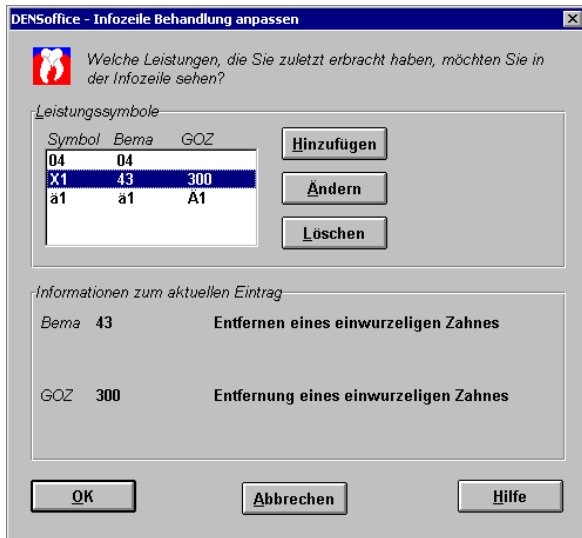 DENSoffice - Infozeile Behandlung anpassen
Welche Leistungen, die Sie zuletzt erbracht haben, möchten Sie in
der Infozeile sehen?
Leistungssymbole
Symbol Bema GOZ
04 04
X1 43 300
ä1 ä1 Ä1
Hinzufügen
Ändern
Löschen
Informationen zum aktuellen Eintrag
Bema 43 Entfernen eines einwurzeligen Zahnes
GOZ 300 Entfernung eines einwurzeligen Zahnes
OK Abbrechen Hilfe